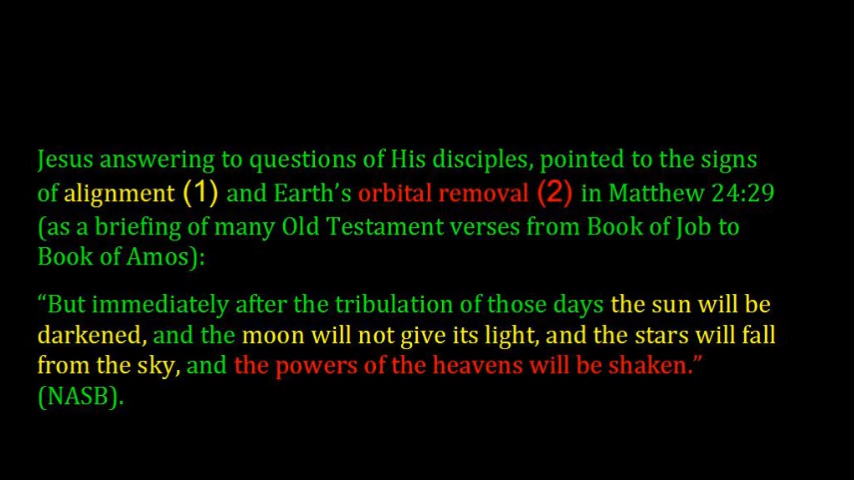 Jesus answering to questions of His disciples, pointed to the signs
of alignment (1) and Earth’s orbital removal (2) in Matthew 24:29
(as a briefing of many Old Testament verses from Book of Job to
Book of Amos):
“But immediately after the tribulation of those days the sun will be
darkened, and the moon will not give its light, and the stars will fall
from the sky, and the powers of the heavens will be shaken.”
(NASB).